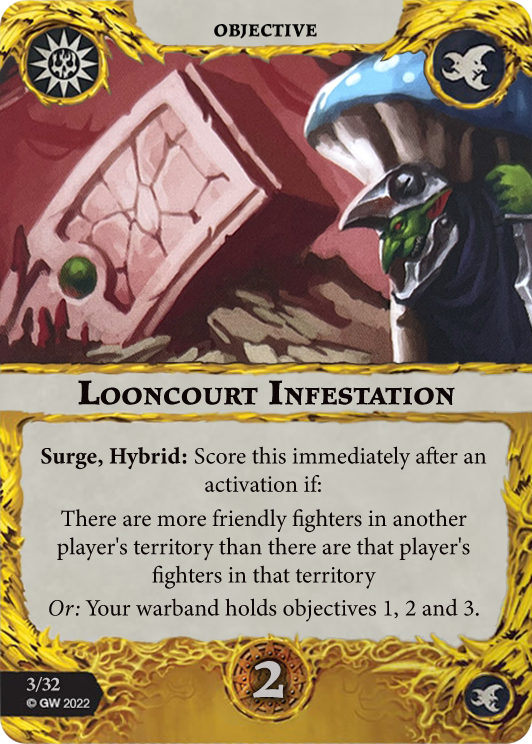 OBJECTIVE
Looncourt Infestation
Surge, Hybrid: Score this immediately after an
activation if:
There are more friendly fighters in another
player's territory than there are that player's
fighters in that territory
Or: Your warband holds objectives 1, 2 and 3.
2
3/32
© GW 2022